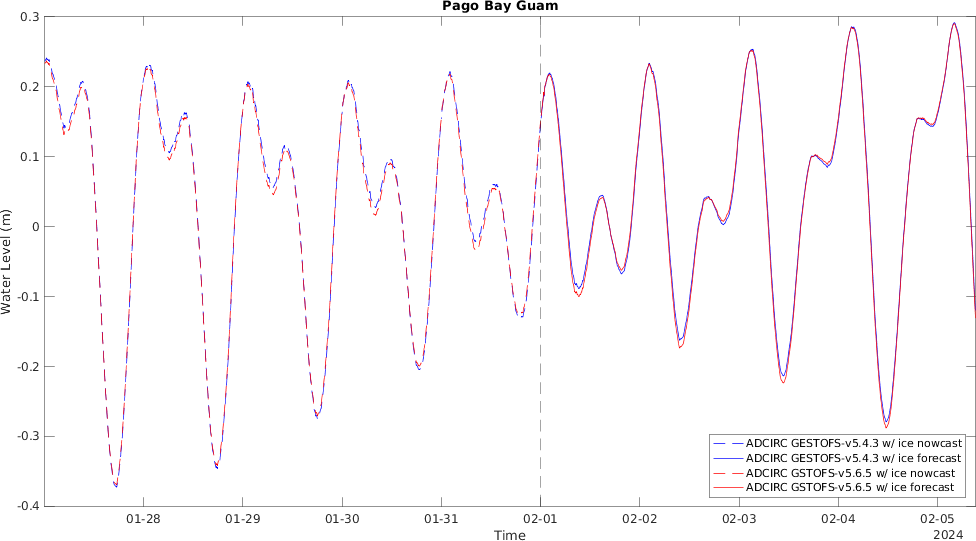 Pago Bay Guam
Water Level (m)
0.3
0.2
0.1
0
-0.1
-0.2
-0.3
-0.4
01-28
01-29
01-30
01-31
02-01
02-02
02-03
02-04
02-05
Time
2024
ADCIRC GESTOFS-v5.4.3 w/ ice nowcast
ADCIRC GESTOFS-v5.4.3 w/ ice forecast
ADCIRC GSTOFS-v5.6.5 w/ ice nowcast
ADCIRC GSTOFS-v5.6.5 w/ ice forecast